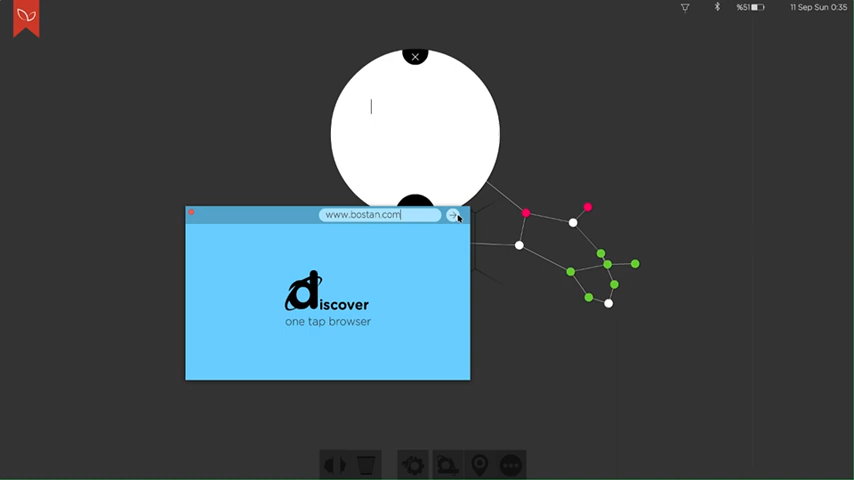 %51
11 Sep Sun 0:35
www.bostan.com
discover
one tap browser